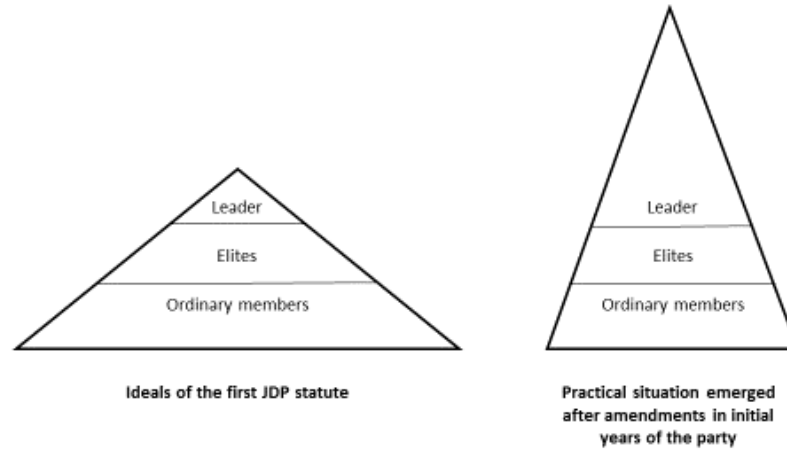 Leader
Elites
Ordinary members
Ideals of the first JDP statute
Leader
Elites
Ordinary members
Practical situation emerged
after amendments in initial
years of the party